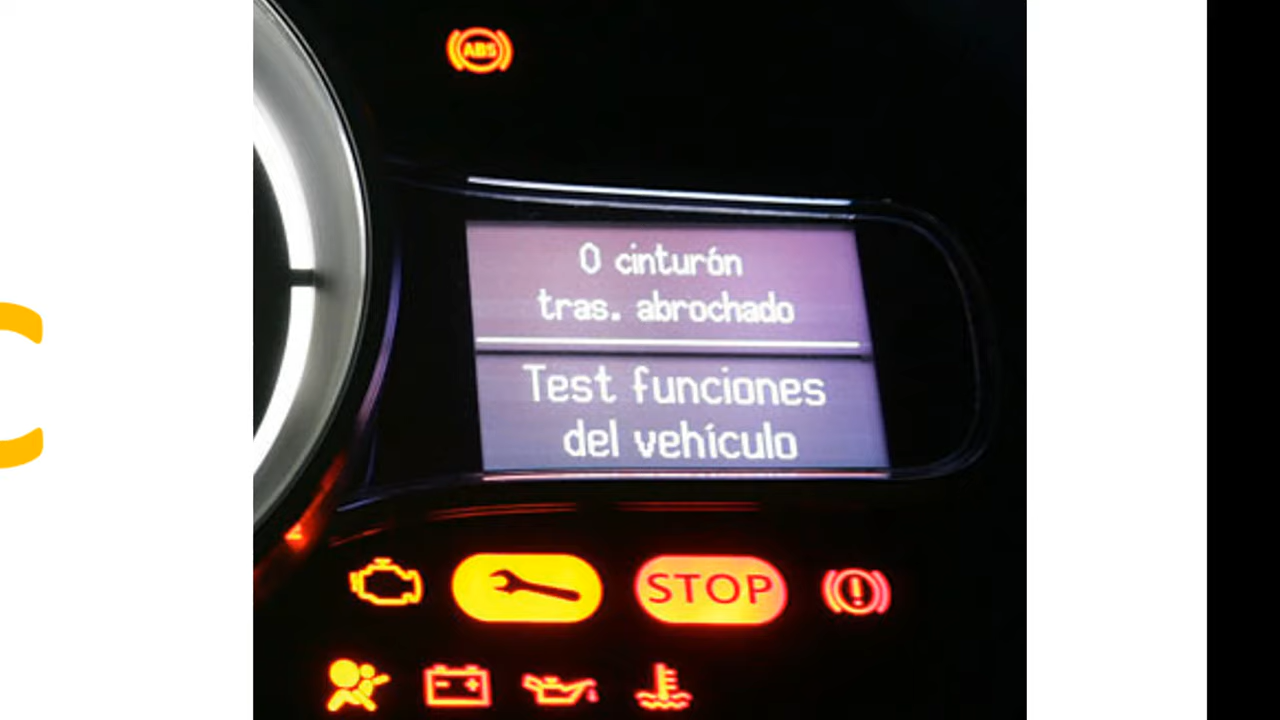 ABS
0 cinturón
tras. abrochado
Test funciones
del vehículo
STOP